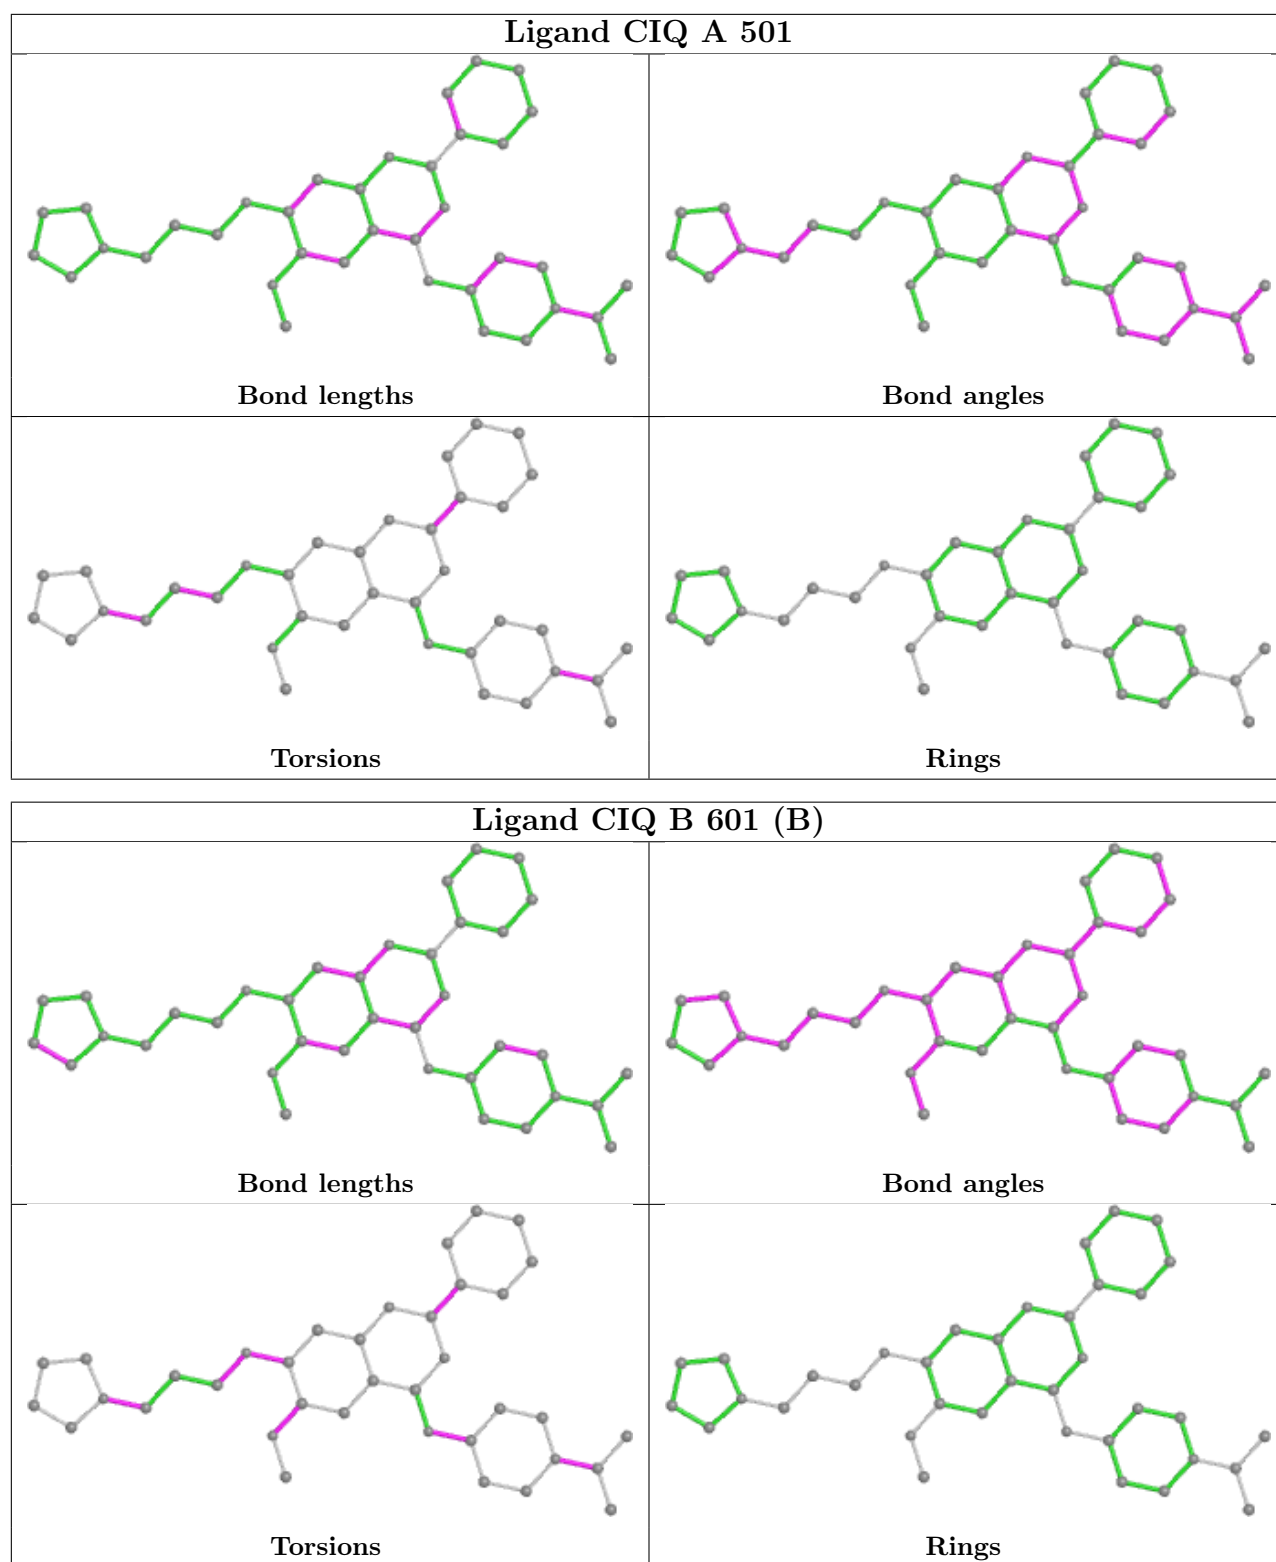 Ligand CIQ A 501
Bond lengths
Bond angles
Torsions
Rings
Ligand CIQ B 601 (B)
Bond lengths
Bond angles
Torsions
Rings